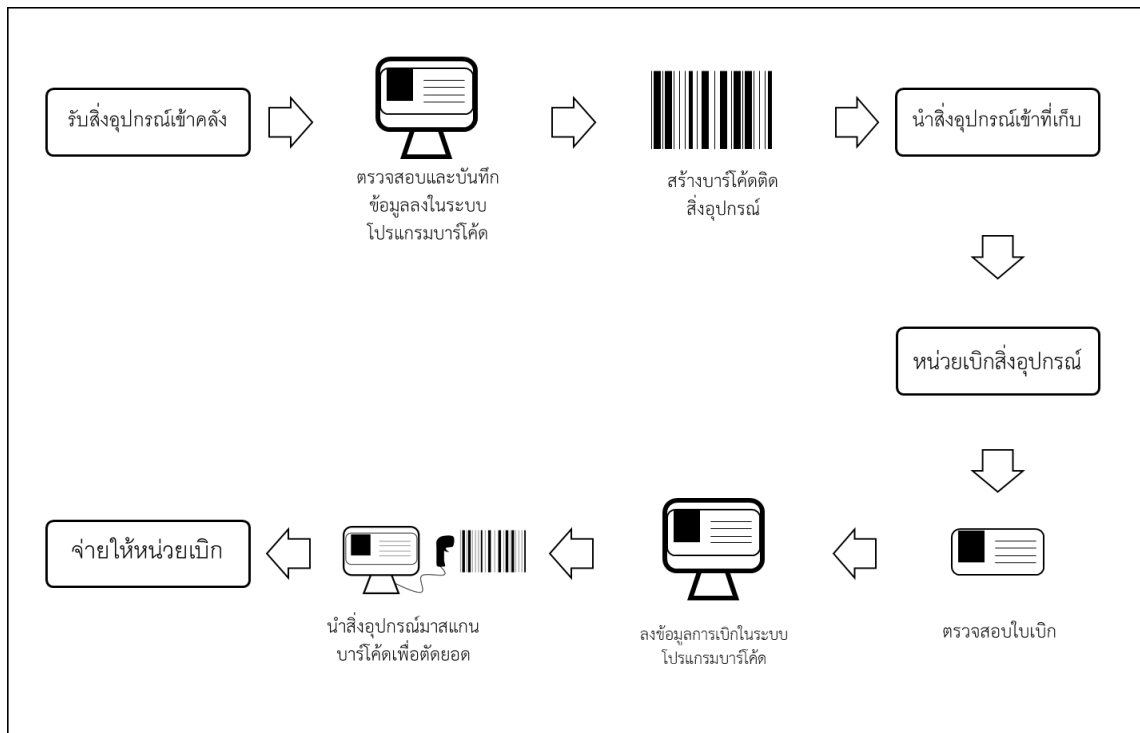 รับสิ่งอุปกรณ์เข้าคลัง
ตรวจสอบและบันทึก
ข้อมูลลงในระบบ
โปรแกรมบาร์โค้ด
สร้างบาร์โค้ดติด
สิ่งอุปกรณ์
นำสิ่งอุปกรณ์เข้าที่เก็บ
หน่วยเบิกสิ่งอุปกรณ์
ตรวจสอบใบเบิก
ลงข้อมูลการเบิกในระบบ
โปรแกรมบาร์โค้ด
นำสิ่งอุปกรณ์มาสแกน
บาร์โค้ดเพื่อตัดยอด
จ่ายให้หน่วยเบิก